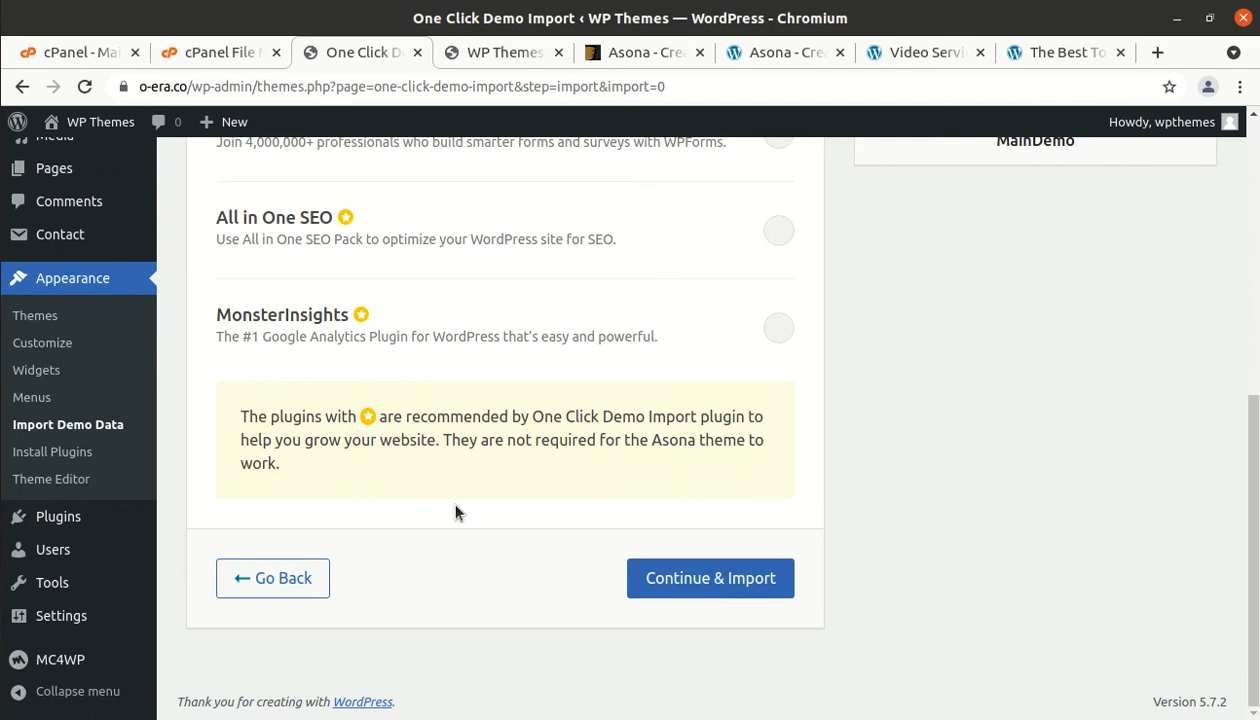 One Click Demo Import ‹ WP Themes — WordPress - Chromium
cPanel - Mai
cPanel File M
One Click D
WP Themes
Asona - Crea
Asona - Crea
Video Servi
The Best To
o-era.co/wp-admin/themes.php?page=one-click-demo-import&step=import&import=0
WP Themes
0
New
Howdy, wpthemes
Media
Pages
Comments
Contact
Appearance
Themes
Customize
Widgets
Menus
Import Demo Data
Install Plugins
Theme Editor
Plugins
Users
Tools
Settings
MC4WP
Collapse menu
Join 4,000,000+ professionals who build smarter forms and surveys with WPForms.
All in One SEO
Use All in One SEO Pack to optimize your WordPress site for SEO.
MonsterInsights
The #1 Google Analytics Plugin for WordPress that's easy and powerful.
The plugins with are recommended by One Click Demo Import plugin to
help you grow your website. They are not required for the Asona theme to
work.
Go Back
Continue & Import
MainDemo
Thank you for creating with WordPress.
Version 5.7.2